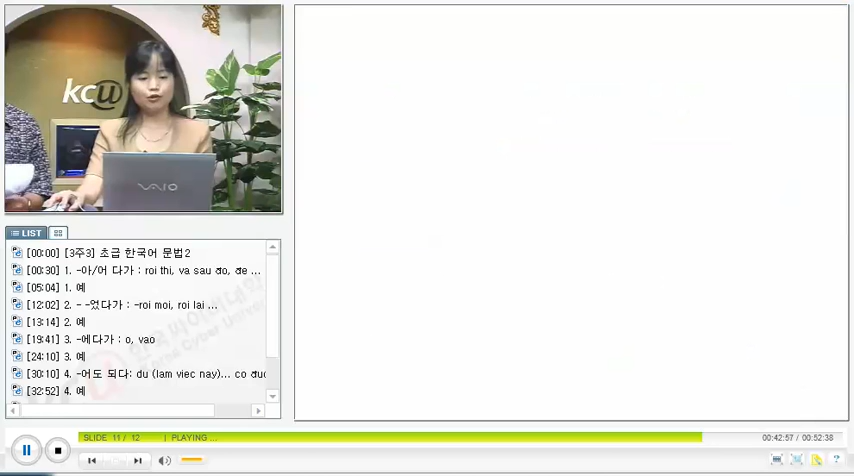 kcu
VAIO
LIST
[00:00] [3주3] 초급 한국어 문법2
[00:30] 1. -아/어 다가 : roi thi, va sau đo, đe ...
[05:04] 1. 예
[12:02] 2. - -었다가 : -roi moi, roi lai ...
[13:14] 2. 예
[19:41] 3. -에다가 : o, vao
[24:10] 3. 예
[30:10] 4. -어도 되다: du (lam viec nay)... co đuợ
[32:52] 4. 예
SLIDE 11 / 12 | PLAYING ...
00:42:57 / 00:52:38